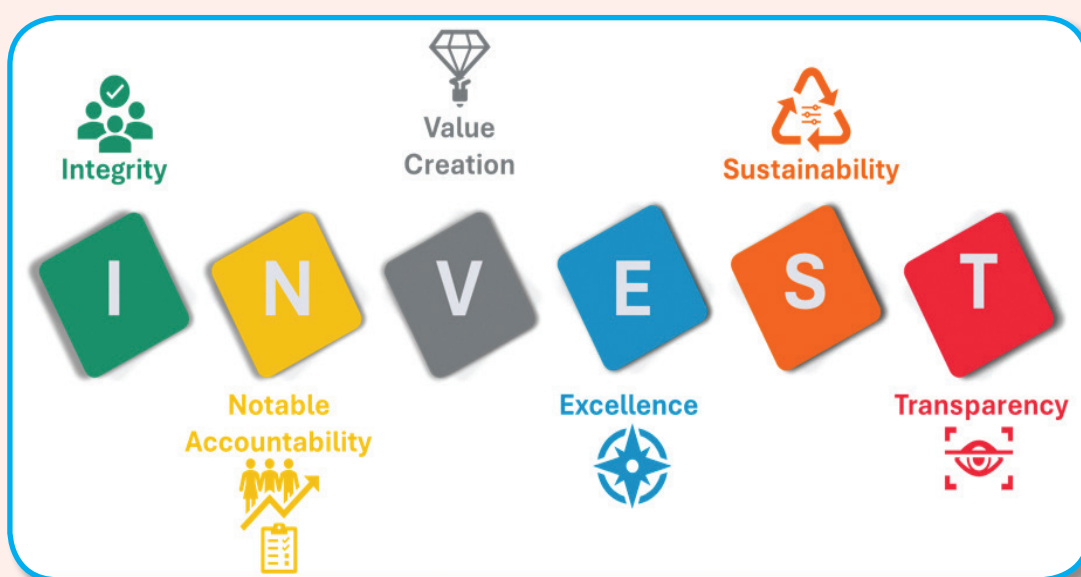 Integrity
Value
Creation
Sustainability
I N V E S T
Notable
Accountability
Excellence
Transparency